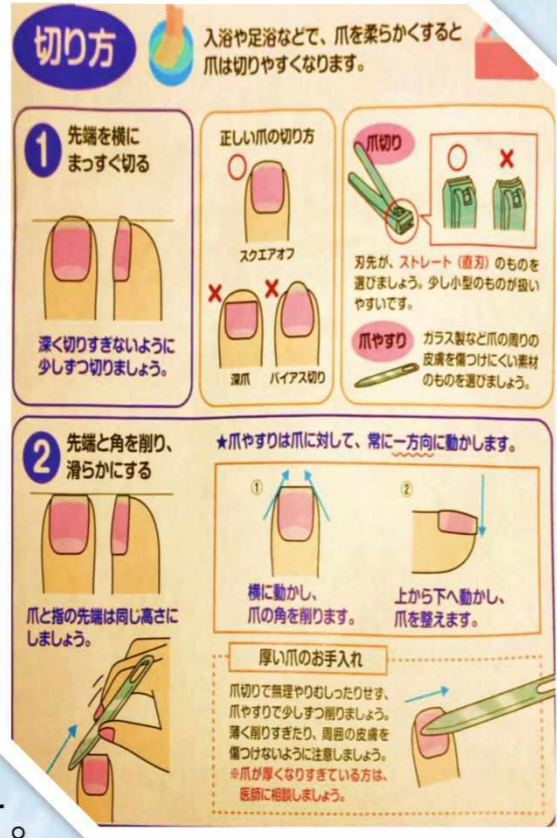 切り方
入浴や足浴などで、爪を柔らかくすると
爪は切りやすくなります。
1 先端を横に
まっすぐ切る
深く切りすぎないように
少しずつ切りましょう。
正しい爪の切り方
○
スクエアオフ
× ×
深爪 バイアス切り
爪切り
○ ×
刃先が、ストレート(直刃)のものを
選びましょう。少し小型のものが扱い
やすいです。
爪やすり
ガラス製など爪の周りの
皮膚を傷つけにくい素材
のものを選びましょう。
2 先端と角を削り、
滑らかにする
爪と指の先端は同じ高さに
しましょう。
★爪やすりは爪に対して、常に一方向に動かします。
①
横に動かし、
爪の角を削ります。
②
上から下へ動かし、
爪を整えます。
厚い爪のお手入れ
爪切りで無理やりむしったりせず、
爪やすりで少しずつ削りましょう。
薄く削りすぎたり、周囲の皮膚を
傷つけないように注意しましょう。
※爪が厚くなりすぎている方は、
医師に相談しましょう。
。